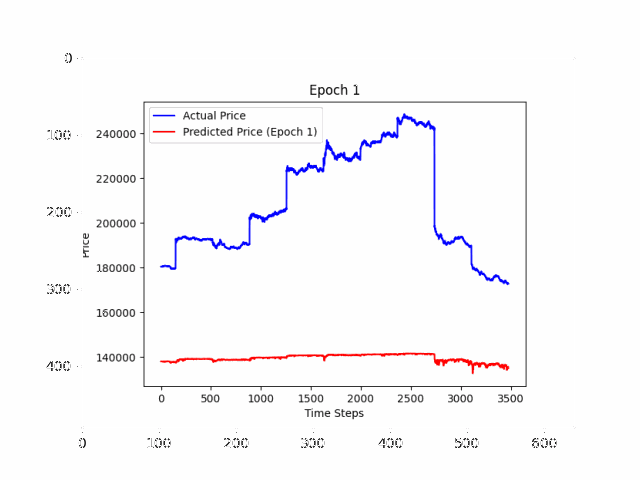 Epoch 1
Actual Price
Predicted Price (Epoch 1)
0
100
200
300
400
240000
220000
200000
180000
160000
140000
Price
0 500 1000 1500 2000 2500 3000 3500
Time Steps
0 100 200 300 400 500 600